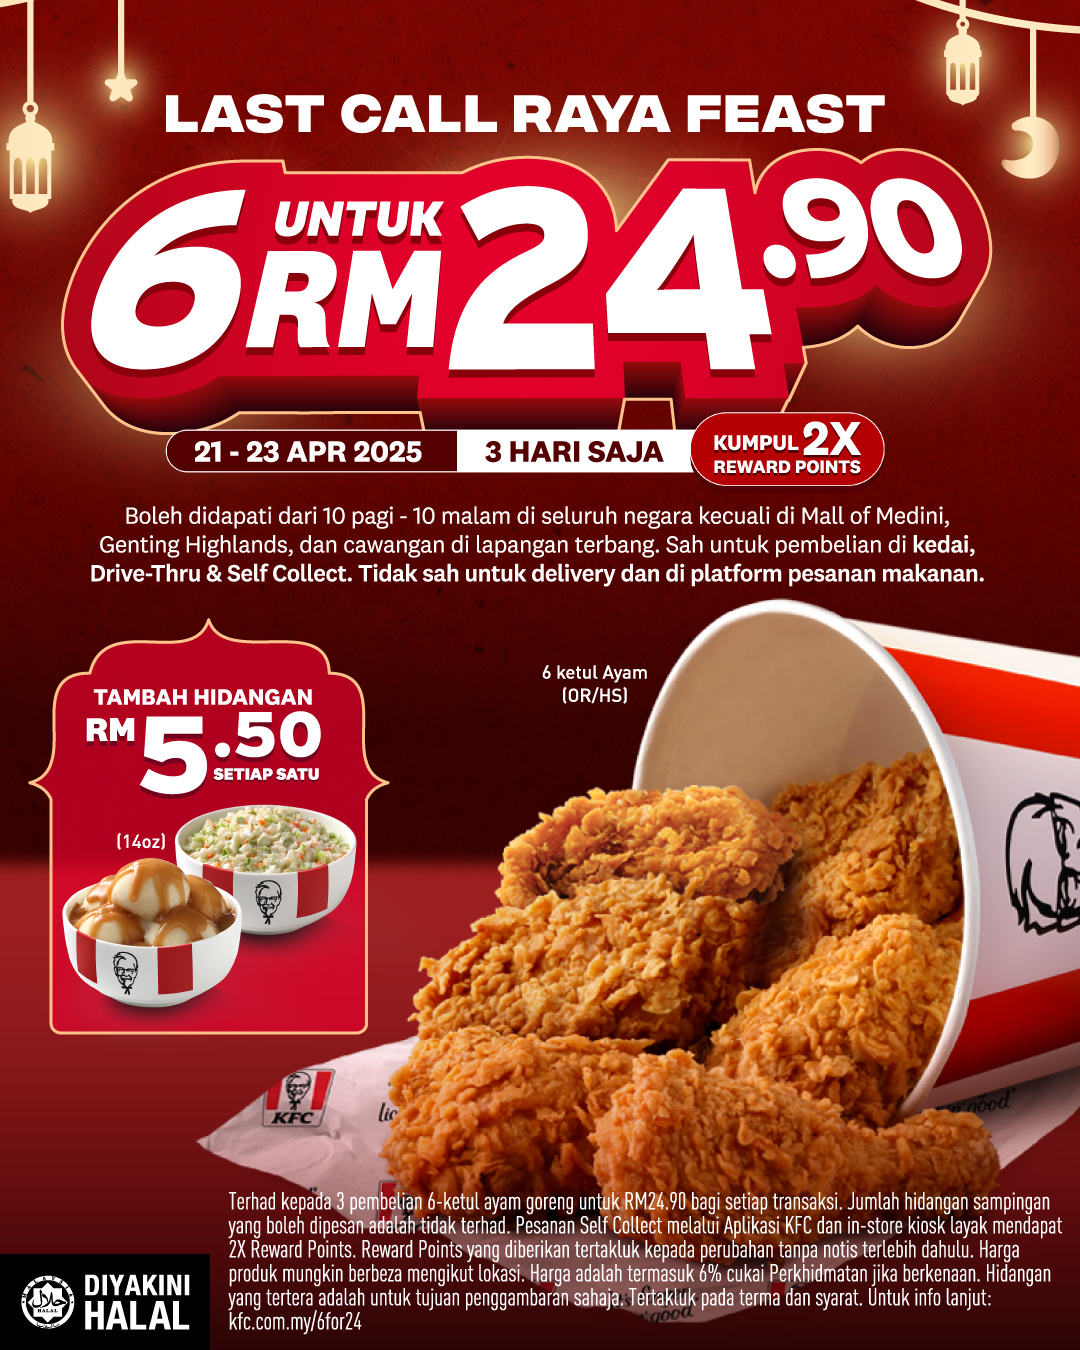 LAST CALL RAYA FEAST
6 UNTUK RM24.90
21 - 23 APR 2025
3 HARI SAJA
KUMPUL 2X
REWARD POINTS
Boleh didapati dari 10 pagi - 10 malam di seluruh negara kecuali di Mall of Medini,
Genting Highlands, dan cawangan di lapangan terbang. Sah untuk pembelian di kedai,
Drive-Thru & Self Collect. Tidak sah untuk delivery dan di platform pesanan makanan.
6 ketul Ayam
(OR/HS)
TAMBAH HIDANGAN
RM5.50
SETIAP SATU
(14oz)
KFC
good
Terhad kepada 3 pembelian 6-ketul ayam goreng untuk RM24.90 bagi setiap transaksi. Jumlah hidangan sampingan
yang boleh dipesan adalah tidak terhad. Pesanan Self Collect melalui Aplikasi KFC dan in-store kiosk layak mendapat
2X Reward Points. Reward Points yang diberikan tertakluk kepada perubahan tanpa notis terlebih dahulu. Harga
produk mungkin berbeza mengikut lokasi. Harga adalah termasuk 6% cukai Perkhidmatan jika berkenaan. Hidangan
yang tertera adalah untuk tujuan penggambaran sahaja. Tertakluk pada terma dan syarat. Untuk info lanjut:
kfc.com.my/6for24
good
حلال
HALAL
DIYAKINI
HALAL